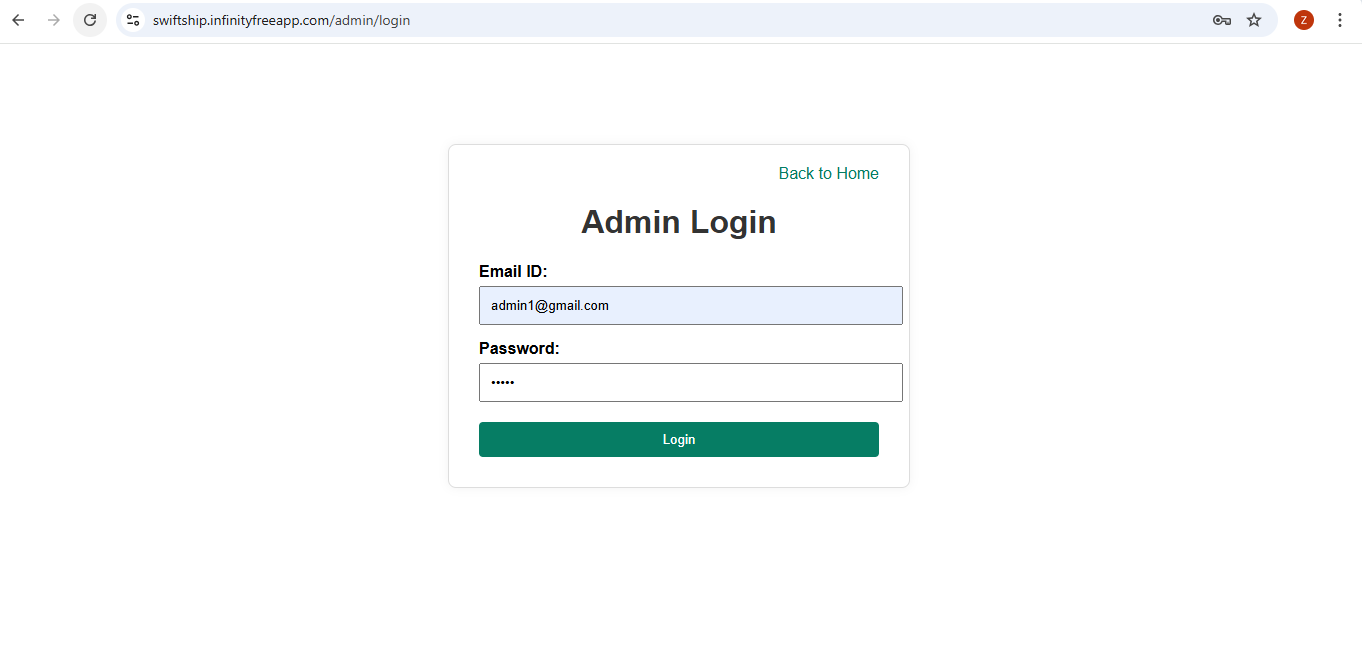 swiftship.infinityfreeapp.com/admin/login
Z
Back to Home
Admin Login
Email ID:
admin1@gmail.com
Password:
•••••
Login